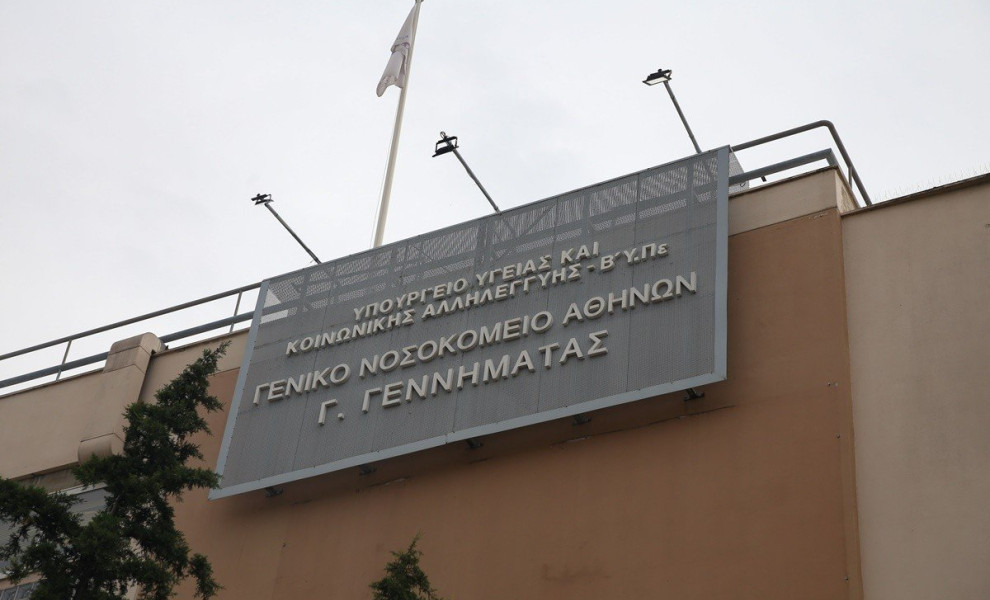 ΥΠΟΥΡΓΕΙΟ ΥΓΕΙΑΣ ΚΑΙ
ΚΟΙΝΩΝΙΚΗΣ ΑΛΛΗΛΕΓΓΥΗΣ - Β΄Υ.Πε
ΓΕΝΙΚΟ ΝΟΣΟΚΟΜΕΙΟ ΑΘΗΝΩΝ
Γ. ΓΕΝΝΗΜΑΤΑΣ